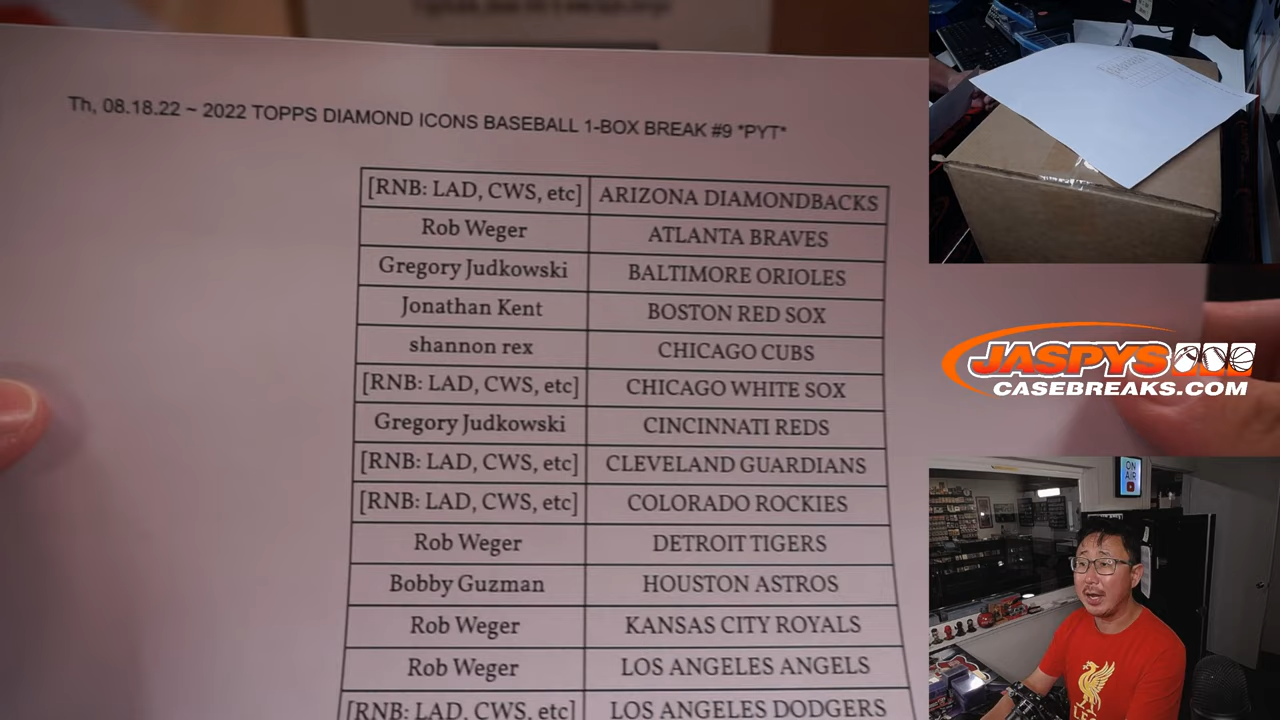 Th, 08.18.22 ~ 2022 TOPPS DIAMOND ICONS BASEBALL 1-BOX BREAK #9 *PYT*
[RNB: LAD, CWS, etc] ARIZONA DIAMONDBACKS
Rob Weger ATLANTA BRAVES
Gregory Judkowski BALTIMORE ORIOLES
Jonathan Kent BOSTON RED SOX
shannon rex CHICAGO CUBS
[RNB: LAD, CWS, etc] CHICAGO WHITE SOX
Gregory Judkowski CINCINNATI REDS
[RNB: LAD, CWS, etc] CLEVELAND GUARDIANS
[RNB: LAD, CWS, etc] COLORADO ROCKIES
Rob Weger DETROIT TIGERS
Bobby Guzman HOUSTON ASTROS
Rob Weger KANSAS CITY ROYALS
Rob Weger LOS ANGELES ANGELS
[RNB: LAD, CWS, etc] LOS ANGELES DODGERS
JASPYS
CASEBREAKS.COM
ON
AIR